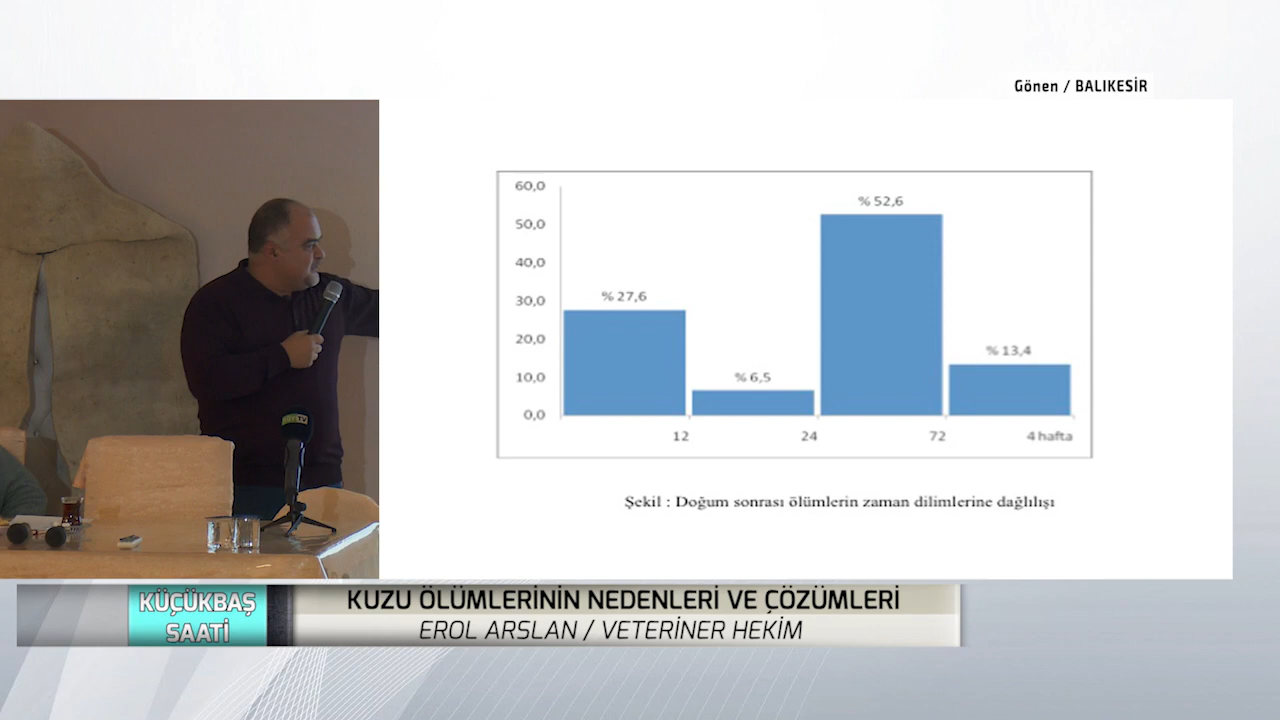 Gönen / BALIKESİR
60,0
50,0
40,0
30,0
20,0
10,0
0,0
% 27,6
% 6,5
% 52,6
% 13,4
12
24
72
4 hafta
Şekil : Doğum sonrası ölümlerin zaman dilimlerine dağlılışı
KÜÇÜKBAŞ
SAATİ
KUZU ÖLÜMLERİNİN NEDENLERİ VE ÇÖZÜMLERİ
EROL ARSLAN / VETERİNER HEKİM